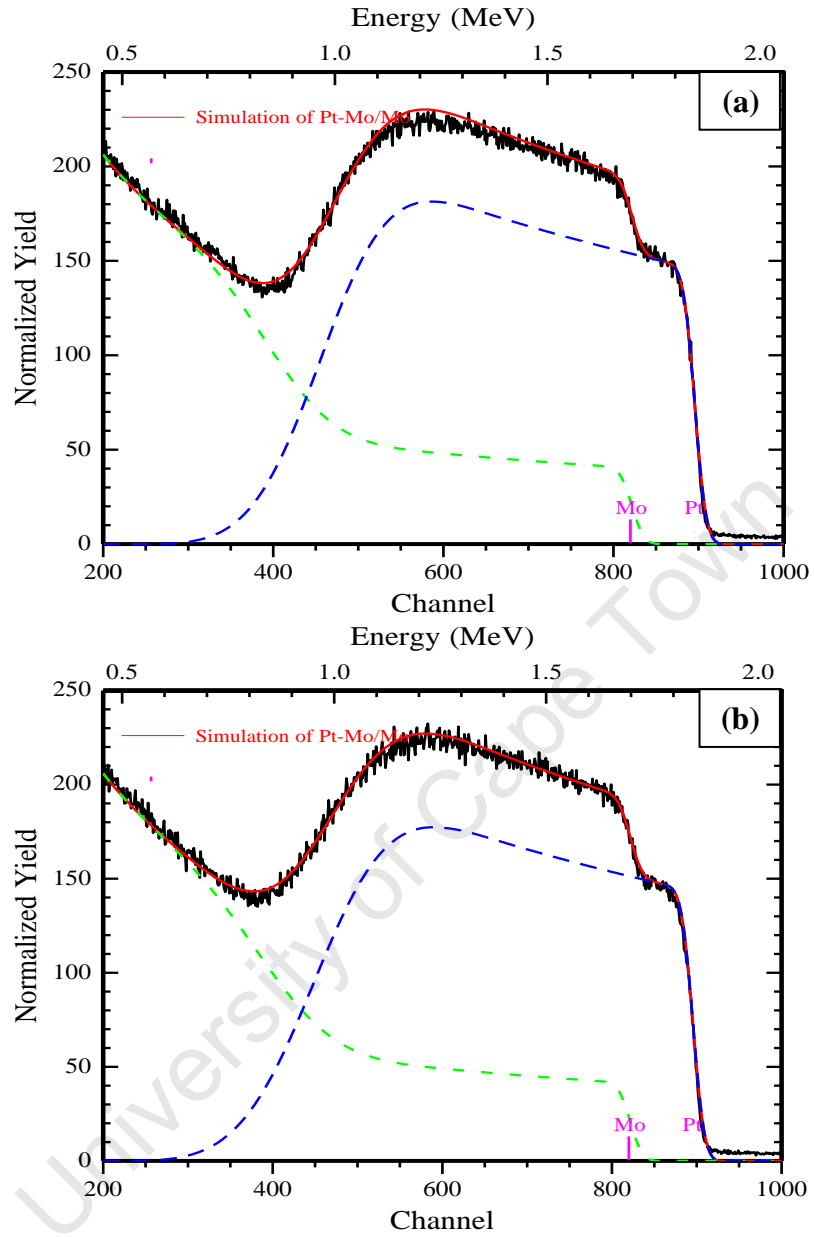 Energy (MeV)
0.5 1.0 1.5 2.0
250
(a)
Simulation of Pt-Mo/Mo
200
150
100
50
Mo Pt
0
200 400 600 800 1000
Normalized Yield
Channel
Energy (MeV)
0.5 1.0 1.5 2.0
250
(b)
Simulation of Pt-Mo/Mo
200
150
100
50
Mo Pt
0
200 400 600 800 1000
Normalized Yield
Channel
University of Cape Town